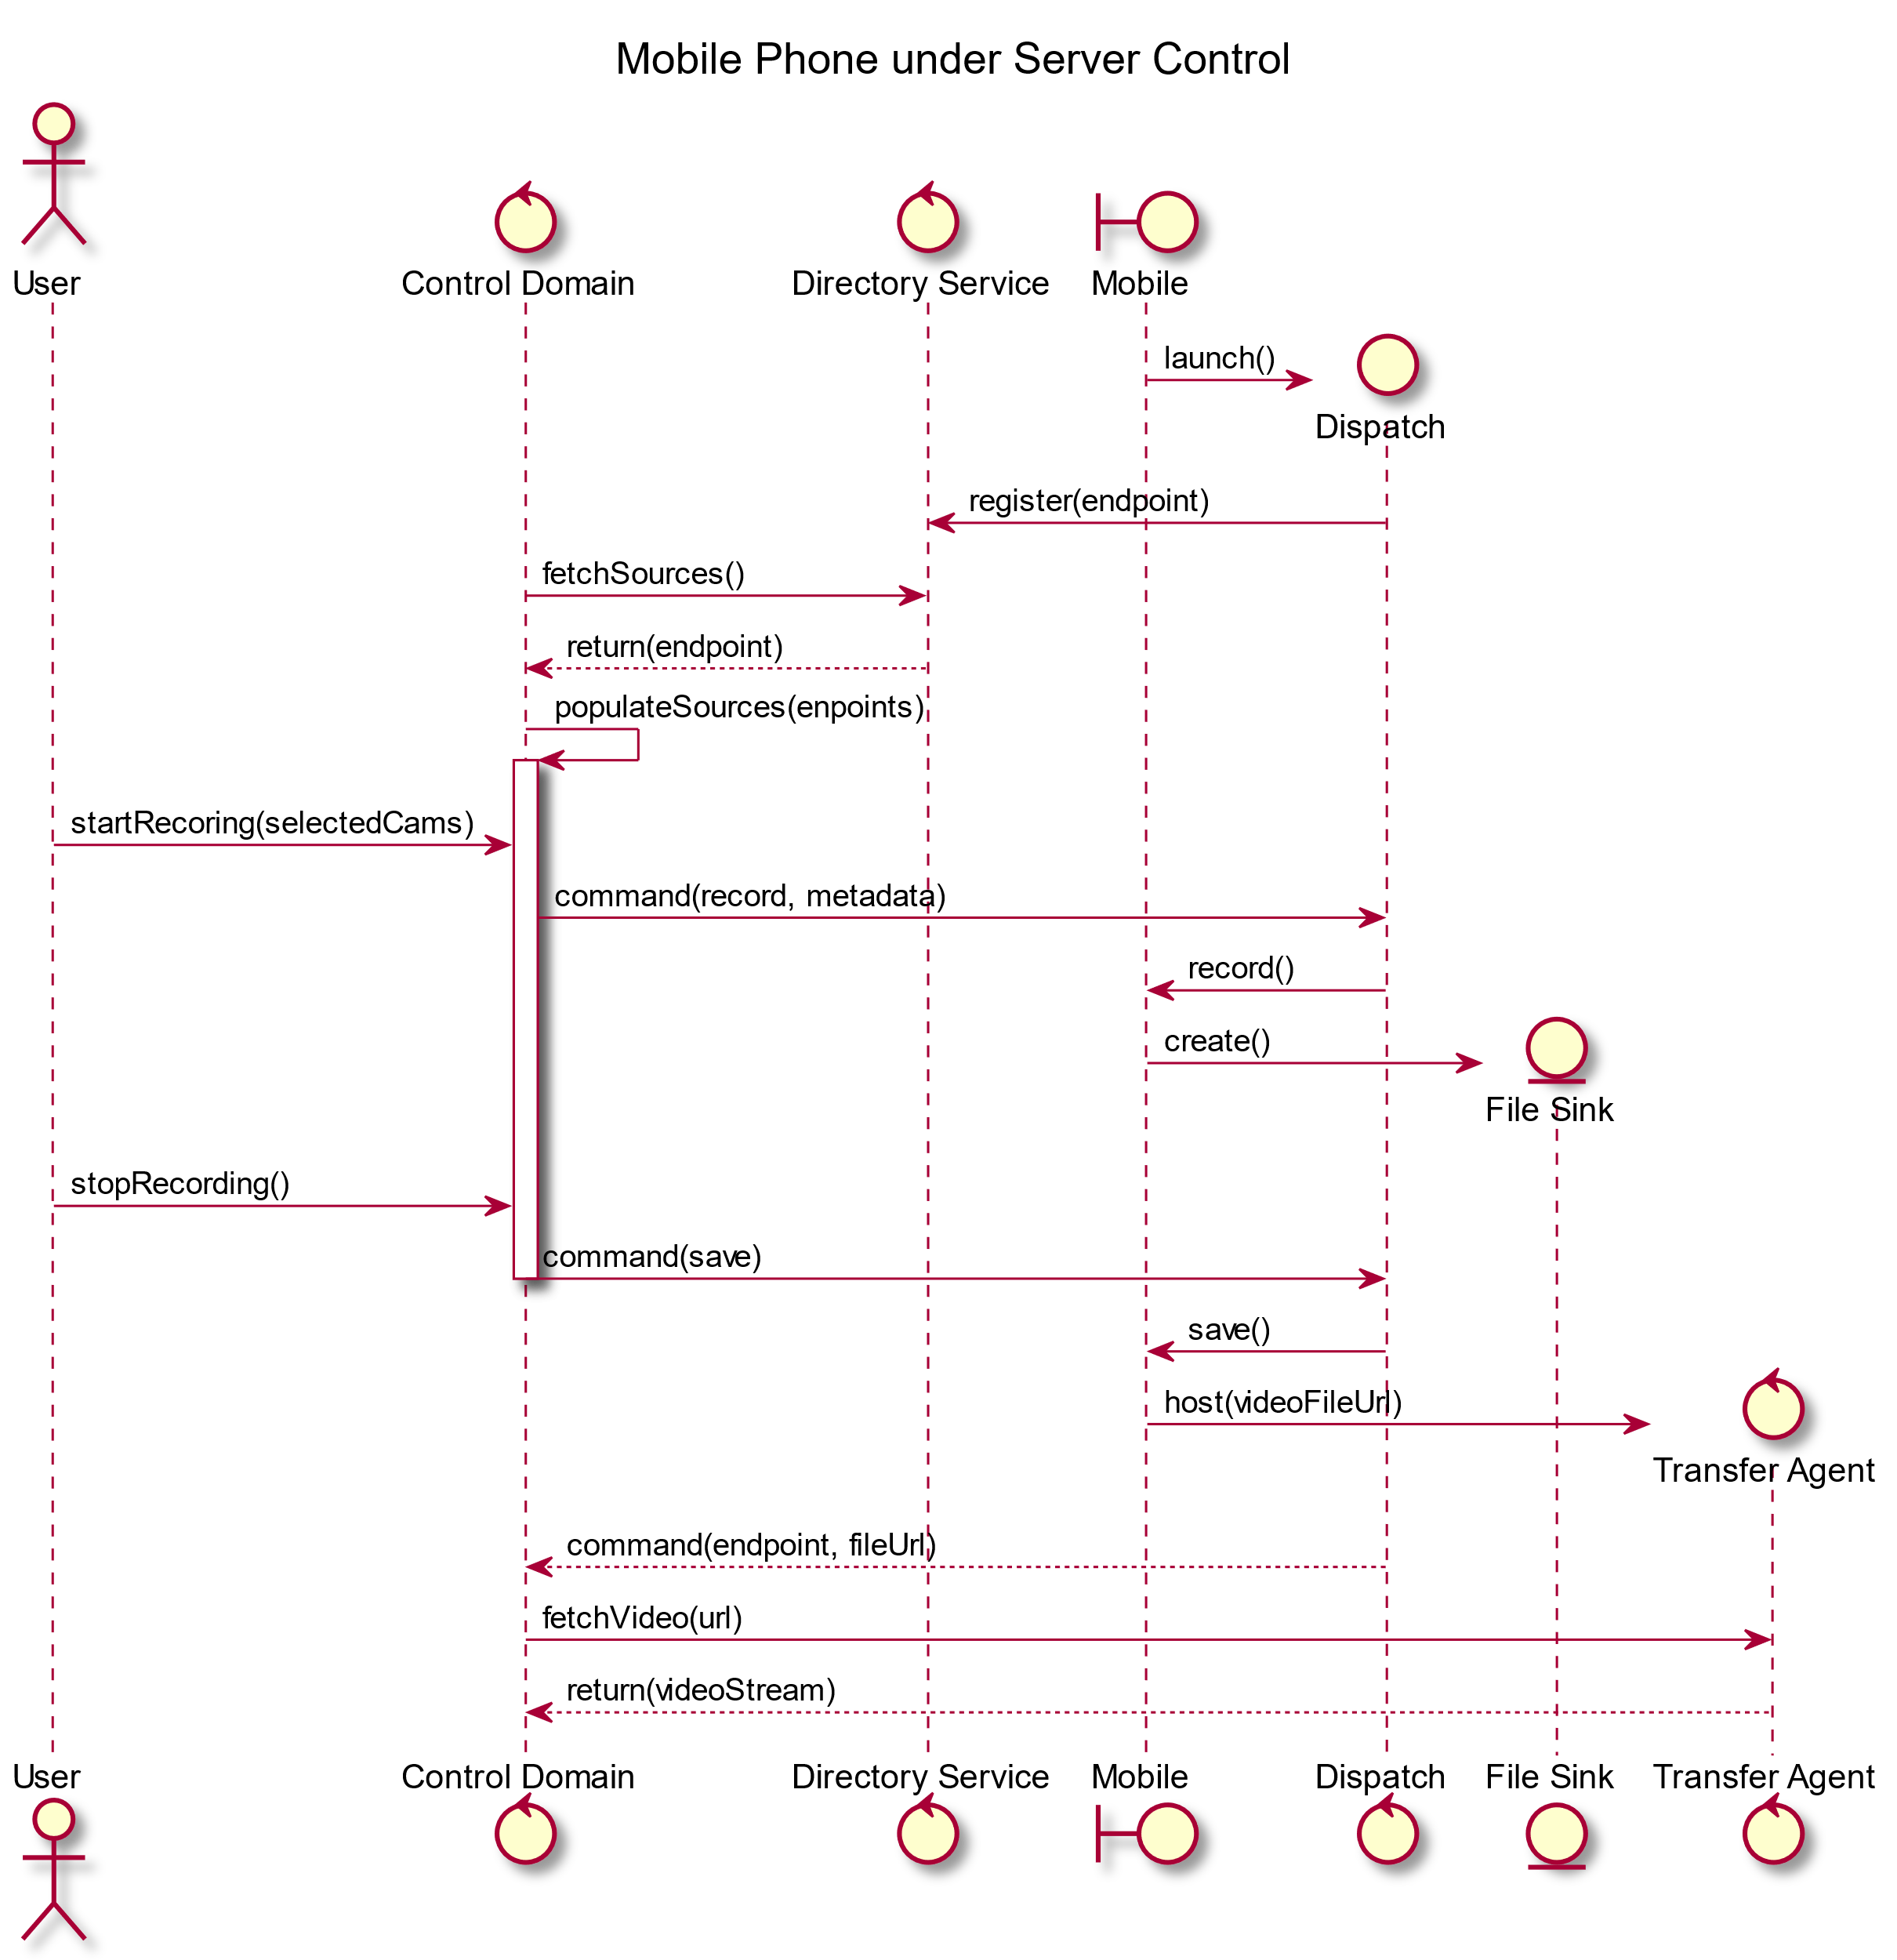 Mobile Phone under Server Control
User
Control Domain
Directory Service
Mobile
launch()
Dispatch
register(endpoint)
fetchSources()
return(endpoint)
populateSources(enpoints)
startRecoring(selectedCams)
command(record, metadata)
record()
create()
File Sink
stopRecording()
command(save)
save()
host(videoFileUrl)
Transfer Agent
command(endpoint, fileUrl)
fetchVideo(url)
return(videoStream)
User
Control Domain
Directory Service
Mobile
Dispatch
File Sink
Transfer Agent